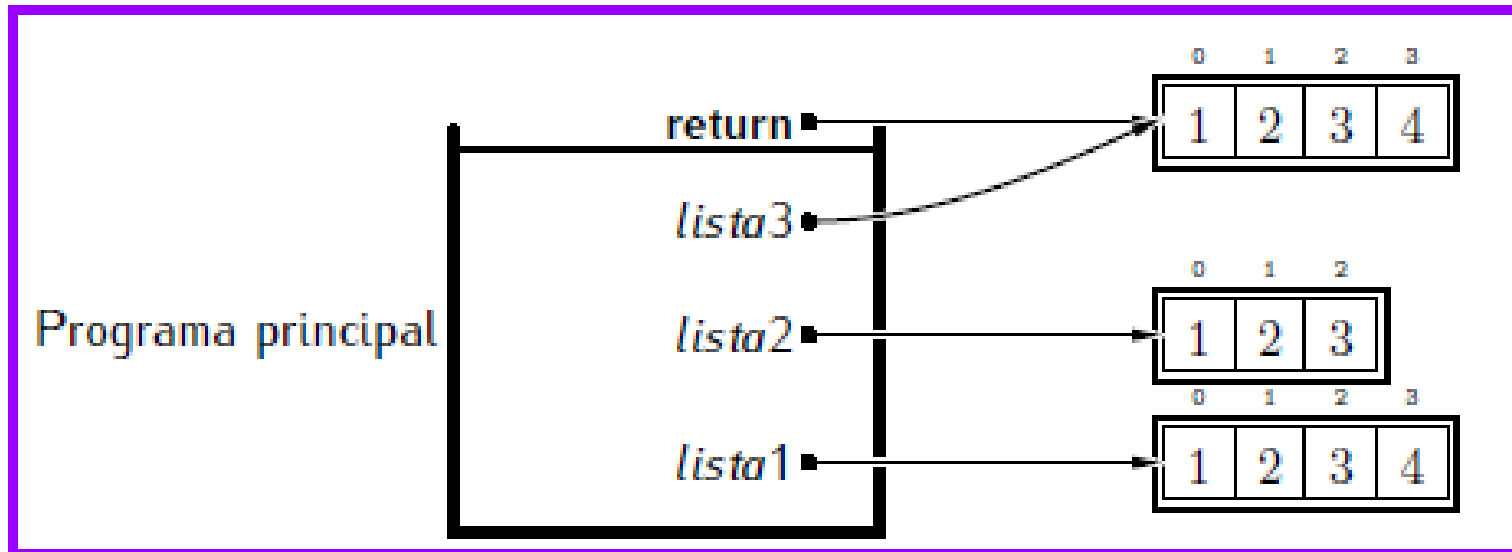 0 1 2 3
return 1 2 3 4
lista3
0 1 2
Programa principal lista2 1 2 3
0 1 2 3
lista1 1 2 3 4